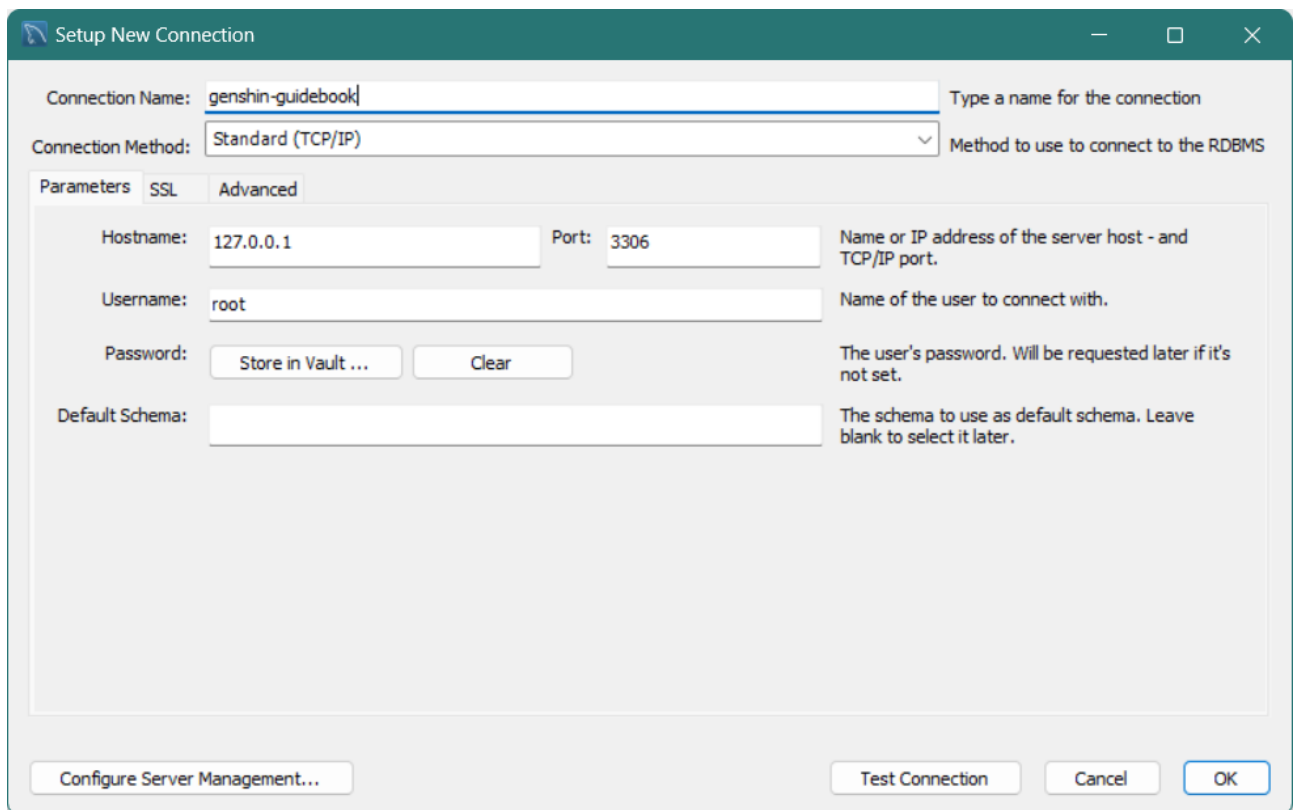 Setup New Connection
Connection Name: genshin-guidebook Type a name for the connection
Connection Method: Standard (TCP/IP) Method to use to connect to the RDBMS
Parameters SSL Advanced
Hostname: 127.0.0.1 Port: 3306 Name or IP address of the server host - and
TCP/IP port.
Username: root Name of the user to connect with.
Password: Store in Vault ... Clear The user's password. Will be requested later if it's
not set.
Default Schema: The schema to use as default schema. Leave
blank to select it later.
Configure Server Management... Test Connection Cancel OK